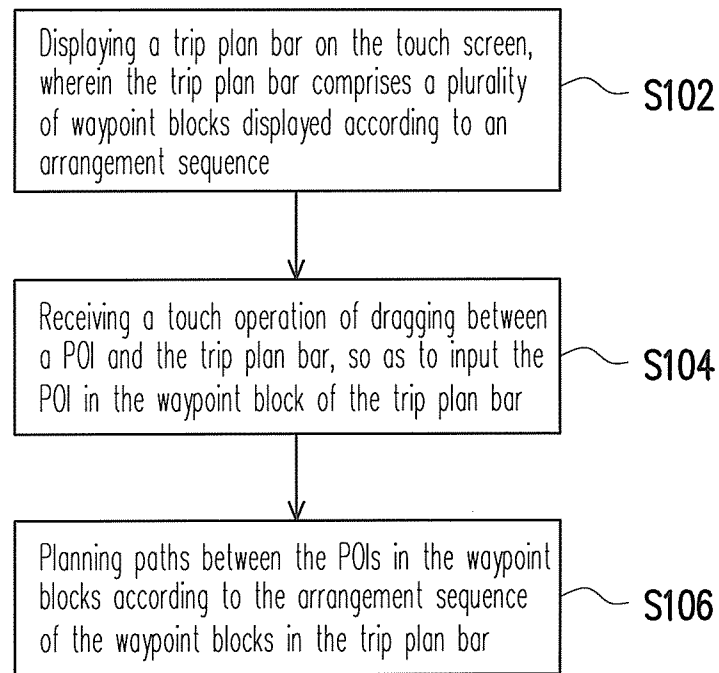 Displaying a trip plan bar on the touch screen,
wherein the trip plan bar comprises a plurality
of waypoint blocks displayed according to an
arrangement sequence
S102
Receiving a touch operation of dragging between
a POI and the trip plan bar, so as to input the
POI in the waypoint block of the trip plan bar
S104
Planning paths between the POIs in the waypoint
blocks according to the arrangement sequence
of the waypoint blocks in the trip plan bar
S106